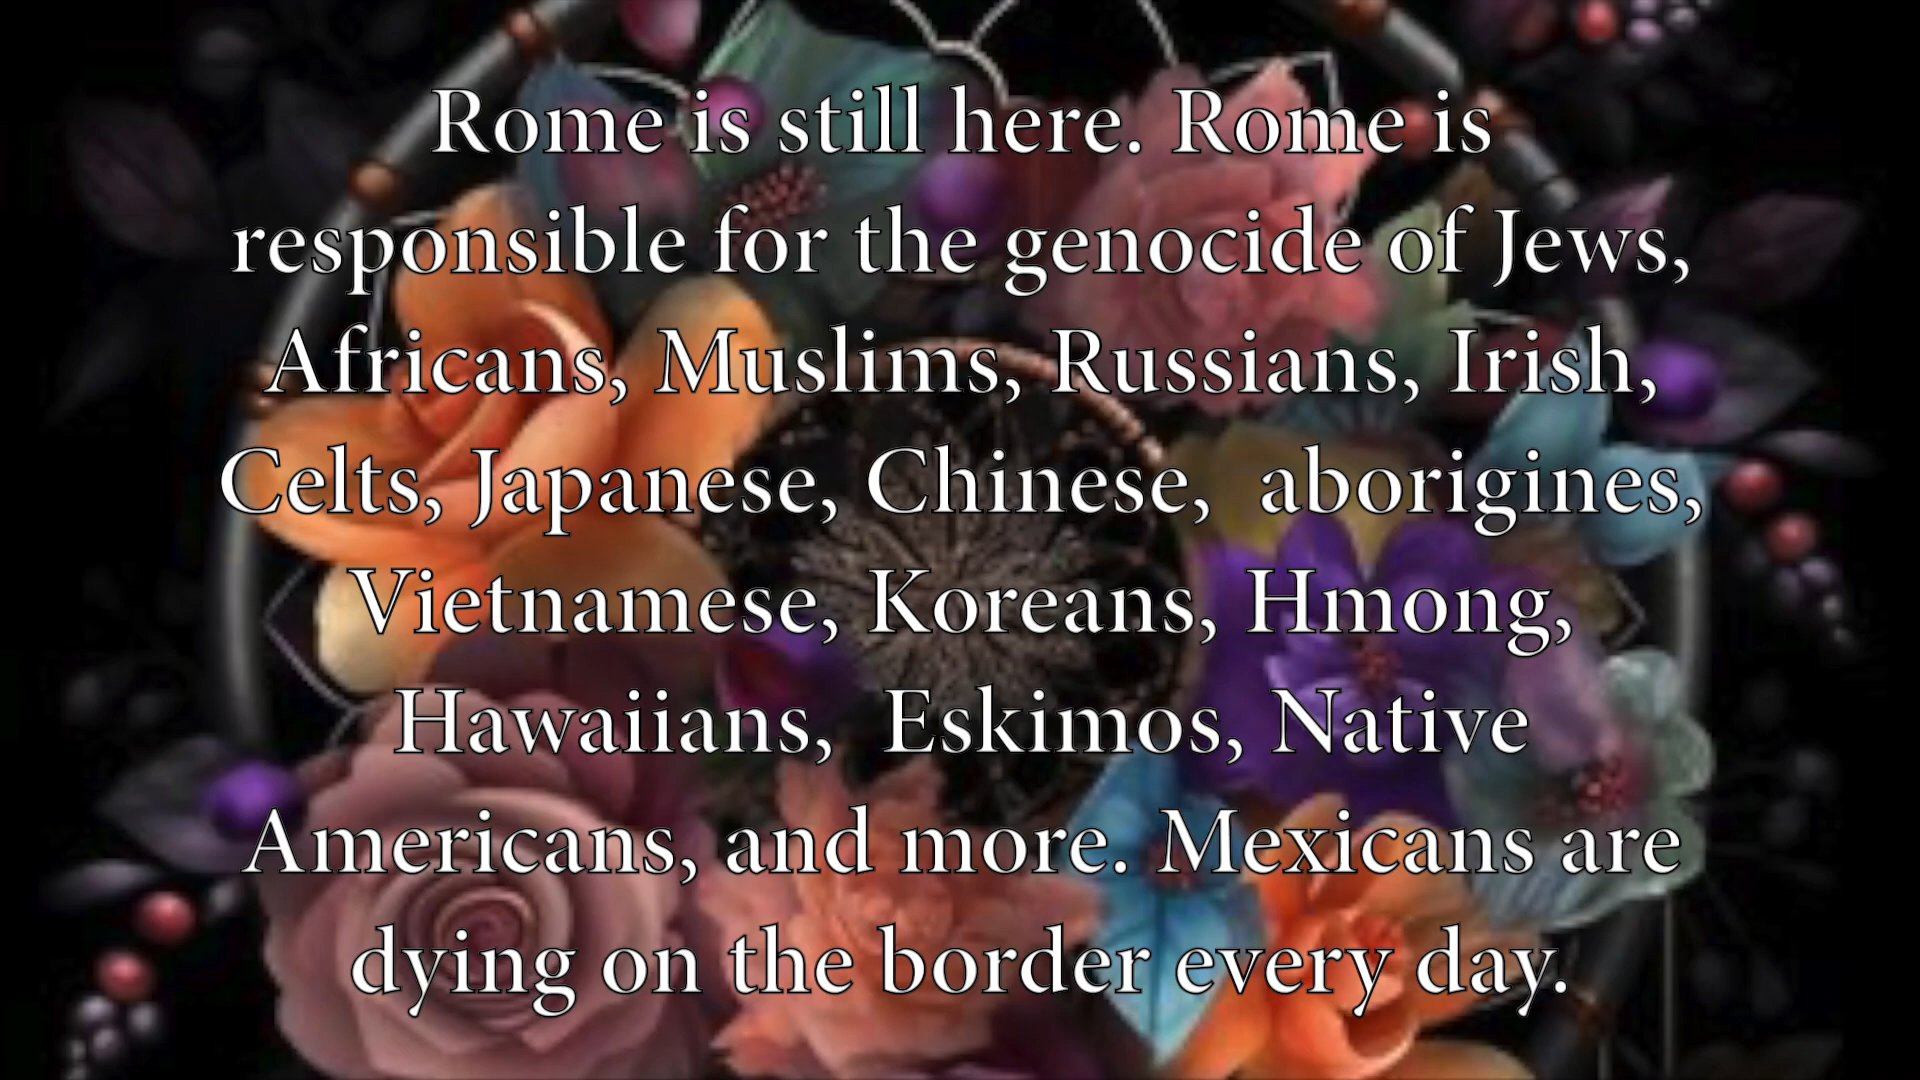 Rome is still here. Rome is
responsible for the genocide of Jews,
Africans, Muslims, Russians, Irish,
Celts, Japanese, Chinese,  aborigines,
Vietnamese, Koreans, Hmong,
Hawaiians,  Eskimos, Native
Americans, and more. Mexicans are
dying on the border every day.